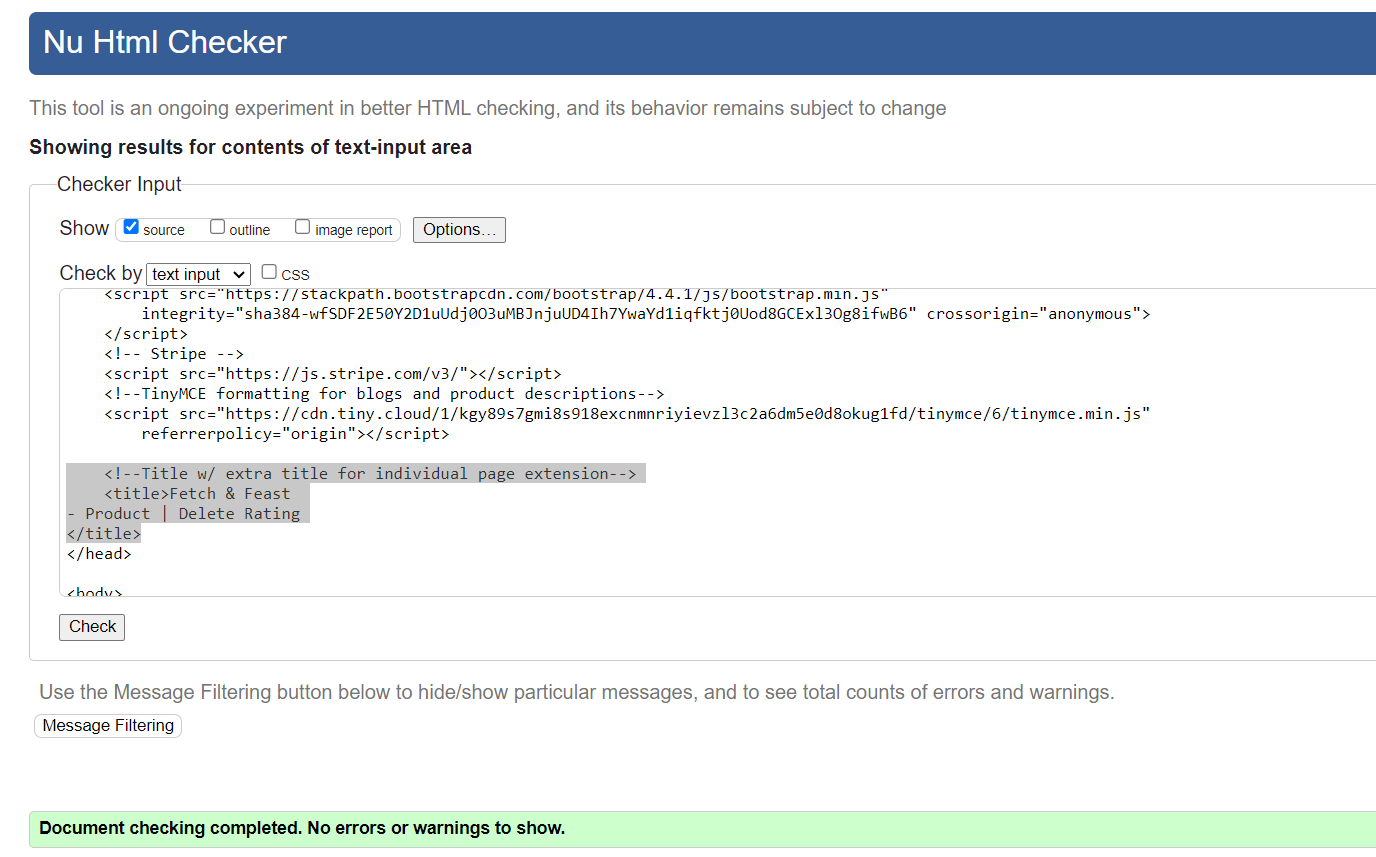 Nu Html Checker
This tool is an ongoing experiment in better HTML checking, and its behavior remains subject to change
Showing results for contents of text-input area
Checker Input
Show source outline image report Options...
Check by text input CSS
<script src="https://stackpath.bootstrapcdn.com/bootstrap/4.4.1/js/bootstrap.min.js"
integrity="sha384-wfSDF2E50Y2D1uUdj0O3uMBJnjuUD4Ih7YwaYd1iqfktj0Uod8GCExl3Og8ifwB6" crossorigin="anonymous">
</script>
<!-- Stripe -->
<script src="https://js.stripe.com/v3/"></script>
<!--TinyMCE formatting for blogs and product descriptions-->
<script src="https://cdn.tiny.cloud/1/kgy89s7gmi8s918excnmnriyievzl3c2a6dm5e0d8okug1fd/tinymce/6/tinymce.min.js"
referrerpolicy="origin"></script>
<!--Title w/ extra title for individual page extension-->
<title>Fetch & Feast
- Product | Delete Rating
</title>
</head>
<body>
Check
Use the Message Filtering button below to hide/show particular messages, and to see total counts of errors and warnings.
Message Filtering
Document checking completed. No errors or warnings to show.